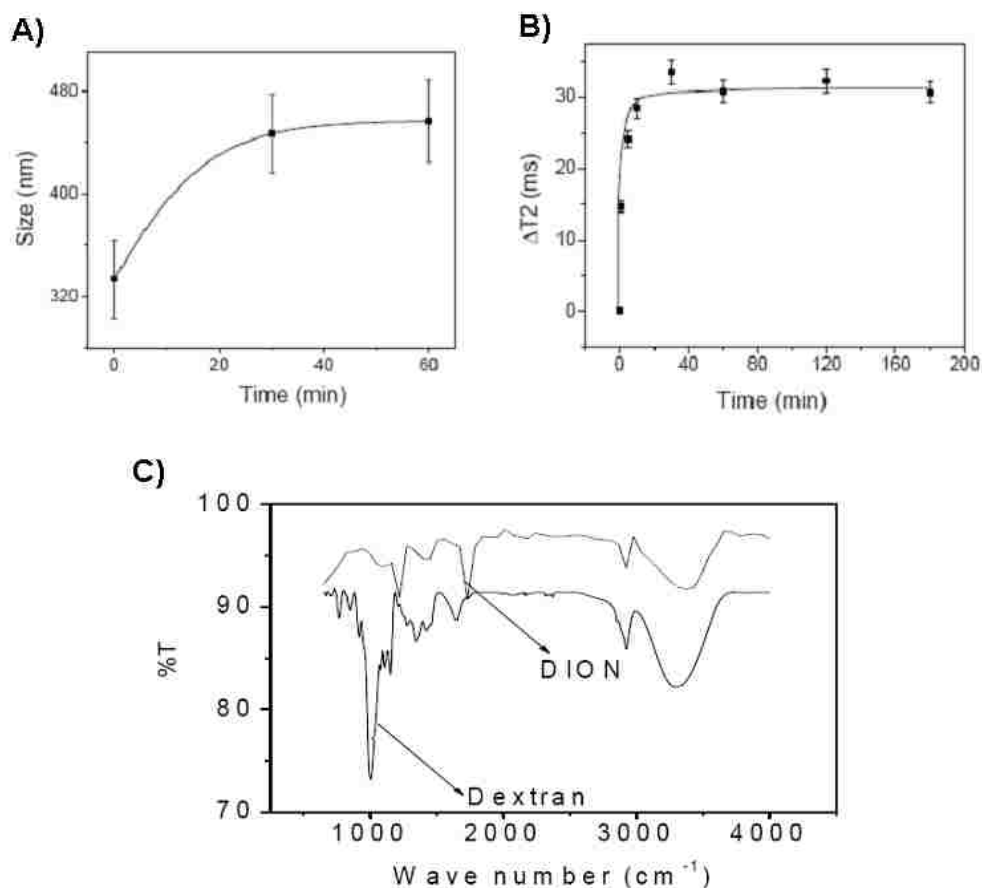 A)
480
400
320
Size (nm)
0 20 40 60
Time (min)
B)
30
20
10
0
ΔT2 (ms)
0 40 80 120 160 200
Time (min)
C)
100
90
80
70
%T
DION
Dextran
1000 2000 3000 4000
Wave number (cm⁻¹)